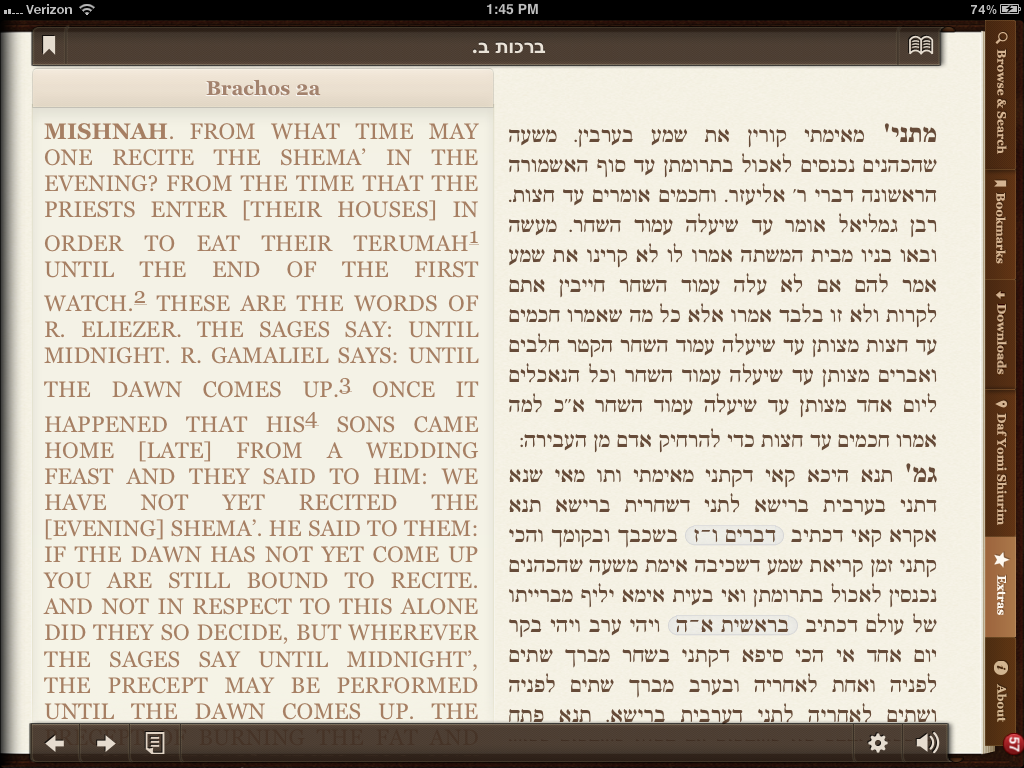 Verizon
1:45 PM
74%
ברכות ב.
Brachos 2a
MISHNAH. FROM WHAT TIME MAY
ONE RECITE THE SHEMA’ IN THE
EVENING? FROM THE TIME THAT THE
PRIESTS ENTER [THEIR HOUSES] IN
ORDER TO EAT THEIR TERUMAH1
UNTIL THE END OF THE FIRST
WATCH.2 THESE ARE THE WORDS OF
R. ELIEZER. THE SAGES SAY: UNTIL
MIDNIGHT. R. GAMALIEL SAYS: UNTIL
THE DAWN COMES UP.3 ONCE IT
HAPPENED THAT HIS4 SONS CAME
HOME [LATE] FROM A WEDDING
FEAST AND THEY SAID TO HIM: WE
HAVE NOT YET RECITED THE
[EVENING] SHEMA’. HE SAID TO THEM:
IF THE DAWN HAS NOT YET COME UP
YOU ARE STILL BOUND TO RECITE.
AND NOT IN RESPECT TO THIS ALONE
DID THEY SO DECIDE, BUT WHEREVER
THE SAGES SAY UNTIL MIDNIGHT’,
THE PRECEPT MAY BE PERFORMED
UNTIL THE DAWN COMES UP. THE
PRECEPT OF BURNING THE FAT AND
מתני' מאימתי קורין את שמע בערבין. משעה
שהכהנים נכנסים לאכול בתרומתן עד סוף האשמורה
הראשונה דברי ר׳ אליעזר. וחכמים אומרים עד חצות.
רבן גמליאל אומר עד שיעלה עמוד השחר. מעשה
ובאו בניו מבית המשתה אמרו לו לא קרינו את שמע
אמר להם אם לא עלה עמוד השחר חייבין אתם
לקרות ולא זו בלבד אמרו אלא כל מה שאמרו חכמים
עד חצות מצותן עד שיעלה עמוד השחר הקטר חלבים
ואברים מצותן עד שיעלה עמוד השחר וכל הנאכלים
ליום אחד מצותן עד שיעלה עמוד השחר א״כ למה
אמרו חכמים עד חצות כדי להרחיק אדם מן העבירה:
גמ' תנא היכא קאי דקתני מאימתי ותו מאי שנא
דתני בערבית ברישא לתני דשחרית ברישא תנא
אקרא קאי דכתיב דברים ו־ז בשכבך ובקומך והכי
קתני זמן קריאת שמע דשכיבה אימת משעה שהכהנים
נכנסין לאכול בתרומתן ואי בעית אימא יליף מברייתו
של עולם דכתיב בראשית א־ה ויהי ערב ויהי בקר
יום אחד אי הכי סיפא דקתני בשחר מברך שתים
לפניה ואחת לאחריה ובערב מברך שתים לפניה
ושתים לאחריה לתני דערבית ברישא. תנא פתח
Browse & Search
Bookmarks
Downloads
Daf Yomi Shiurim
Extras
About
57